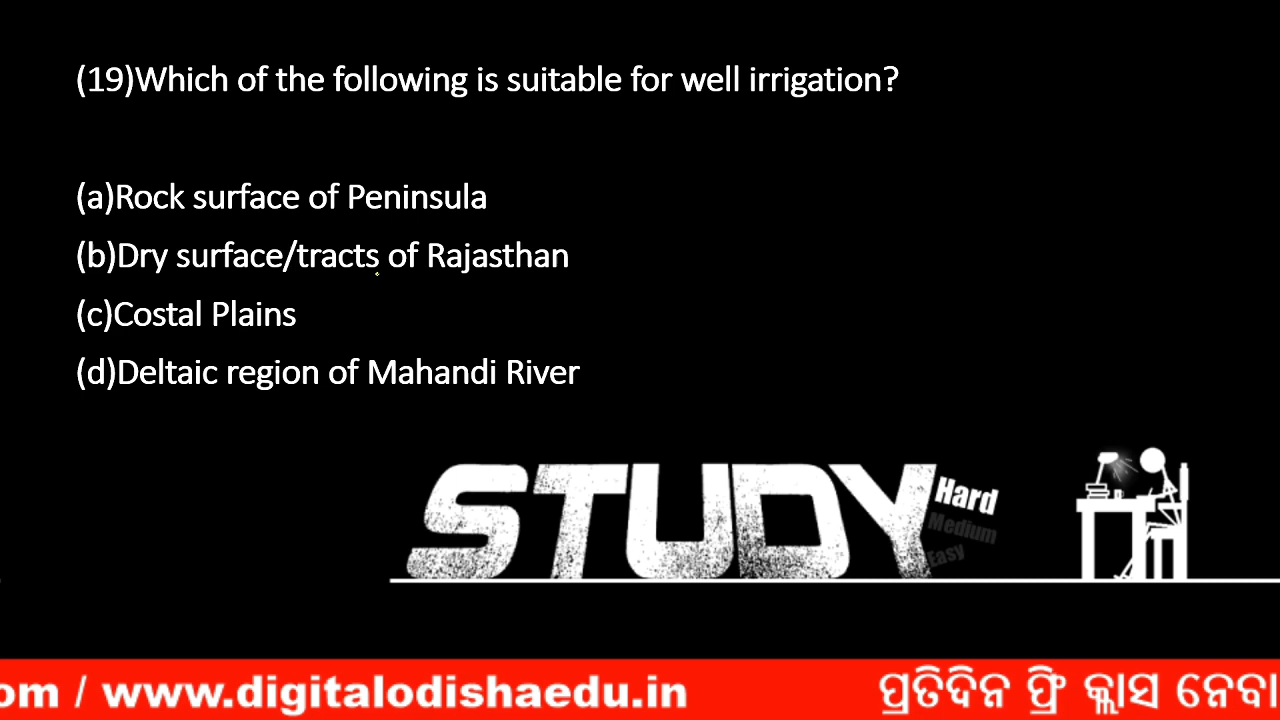 (19)Which of the following is suitable for well irrigation?
(a)Rock surface of Peninsula
(b)Dry surface/tracts of Rajasthan
(c)Costal Plains
(d)Deltaic region of Mahandi River
STUDY
Hard
Medium
Easy
om / www.digitalodishaedu.in ପ୍ରତିଦିନ ଫ୍ରି କ୍ଲାସ ନେବା